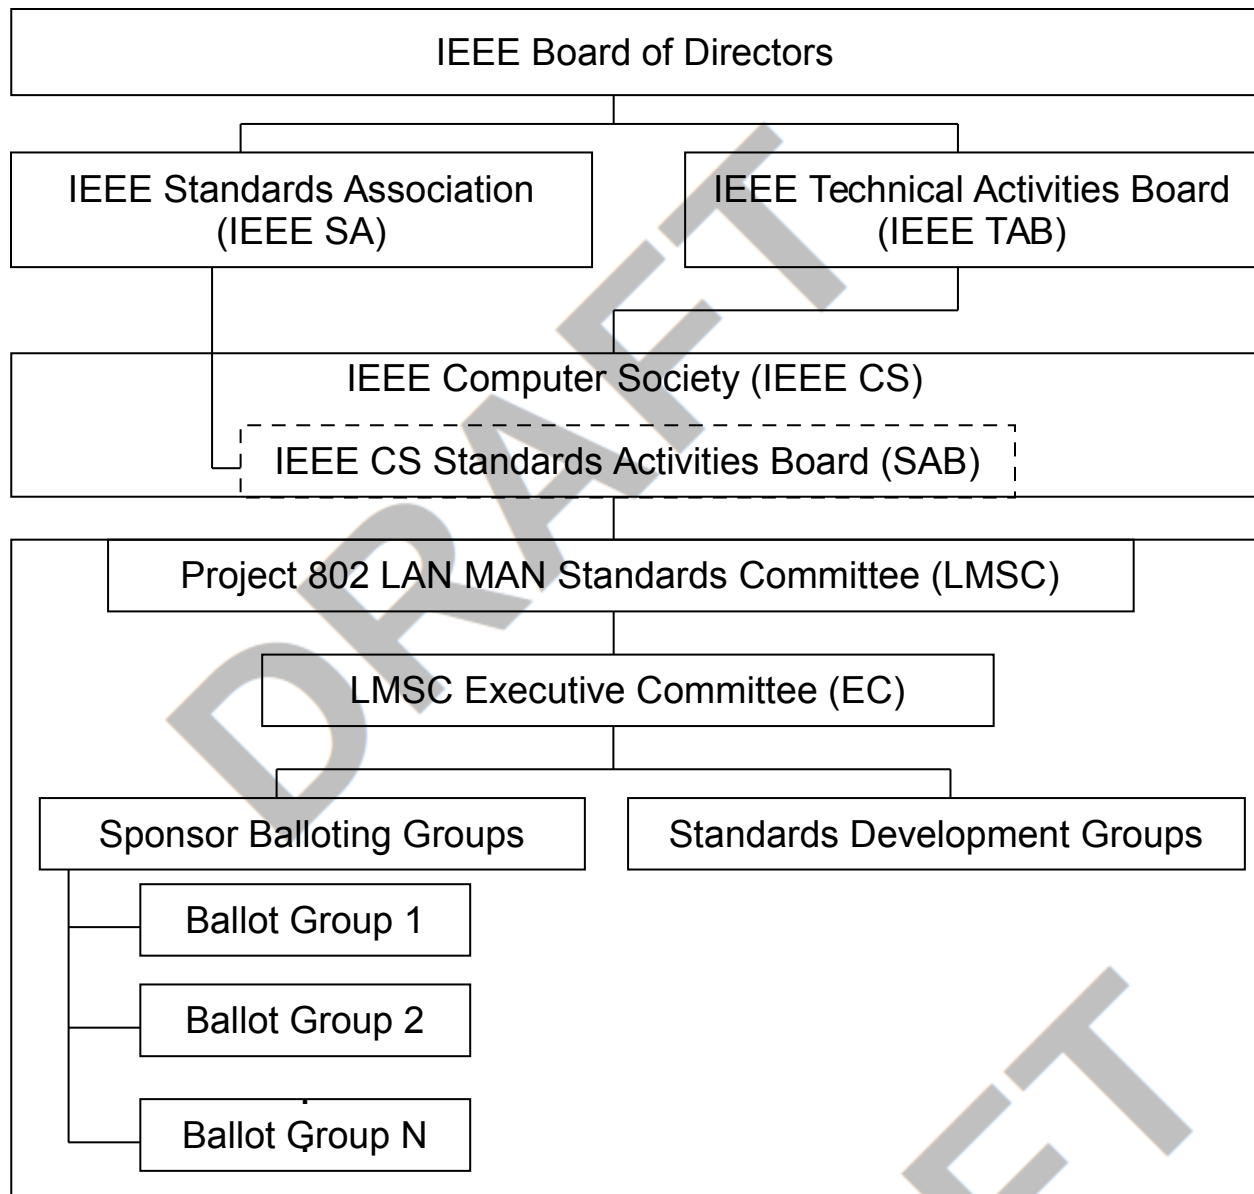 IEEE Board of Directors
IEEE Standards Association
(IEEE SA)
IEEE Technical Activities Board
(IEEE TAB)
IEEE Computer Society (IEEE CS)
IEEE CS Standards Activities Board (SAB)
Project 802 LAN MAN Standards Committee (LMSC)
LMSC Executive Committee (EC)
Sponsor Balloting Groups
Standards Development Groups
Ballot Group 1
Ballot Group 2
Ballot Group N
DRAFT
FT